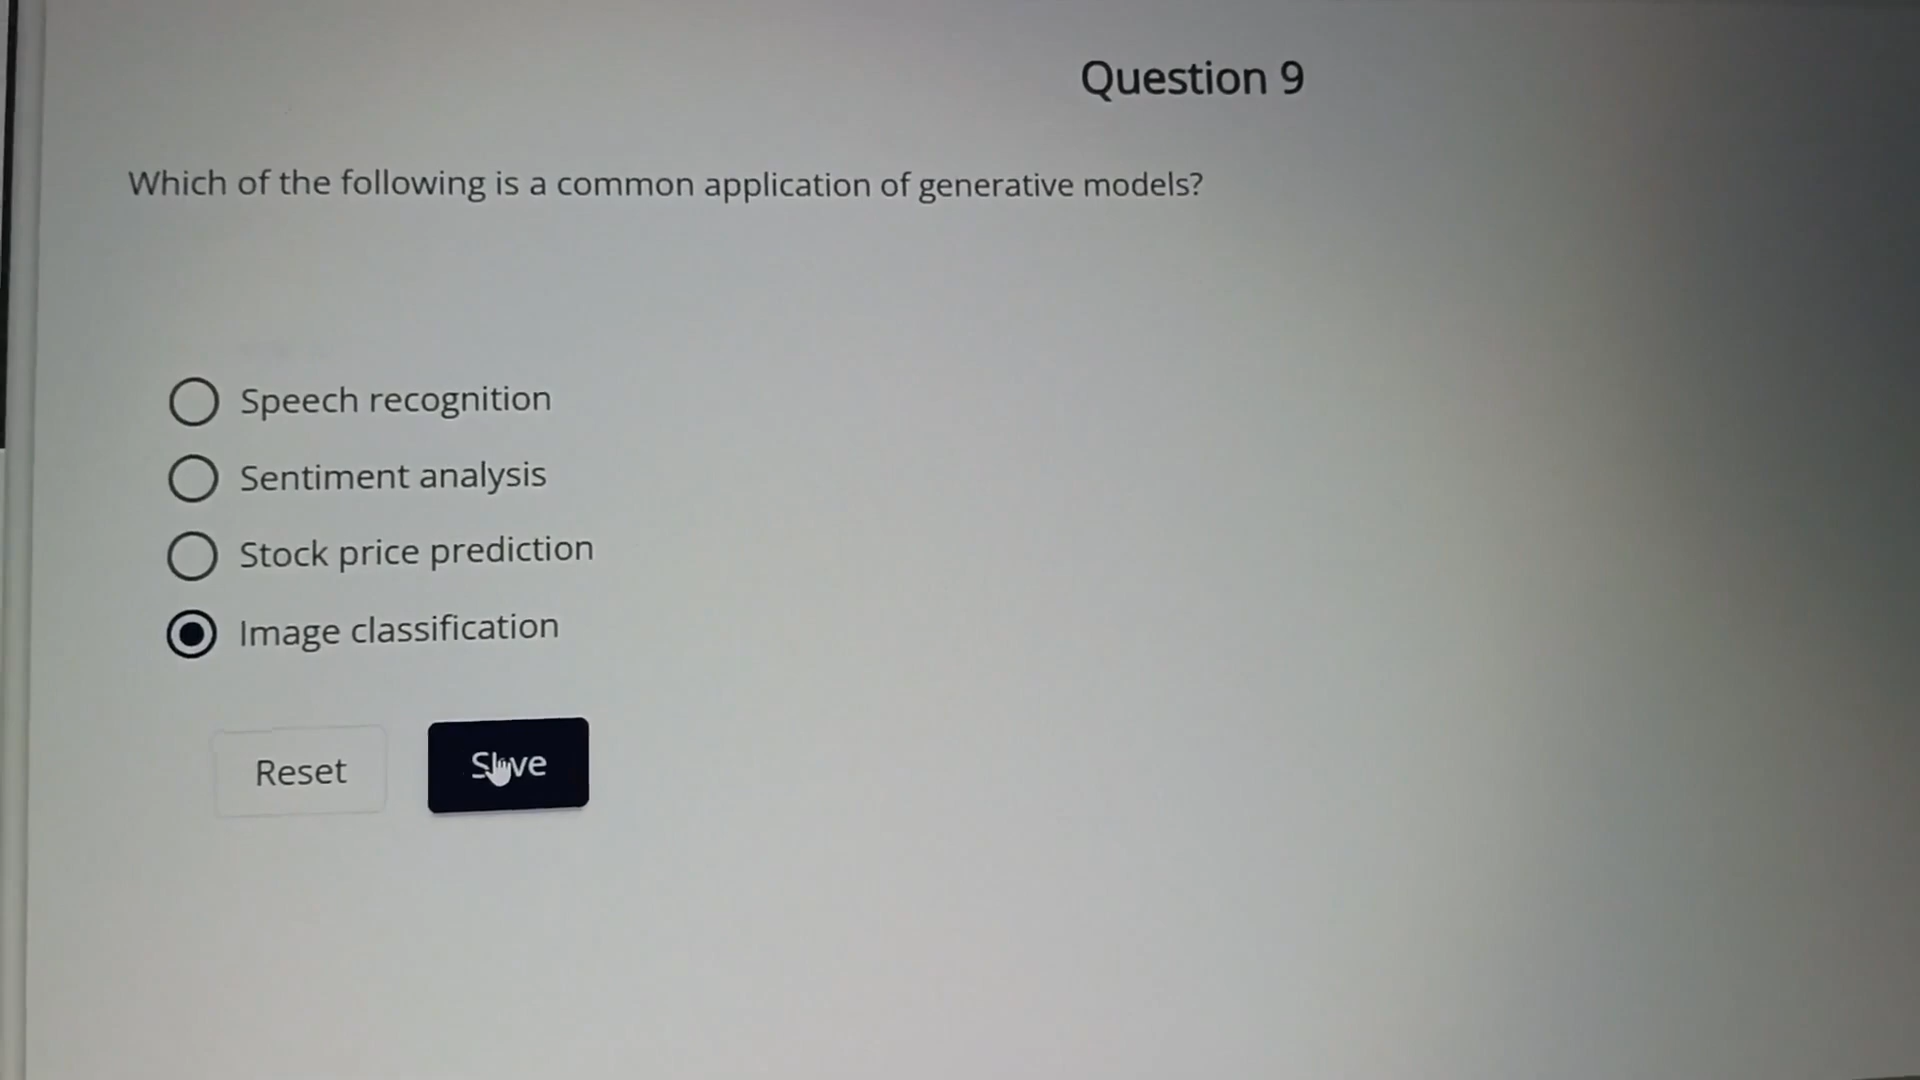 Question 9
Which of the following is a common application of generative models?
Speech recognition
Sentiment analysis
Stock price prediction
Image classification
Reset
Save